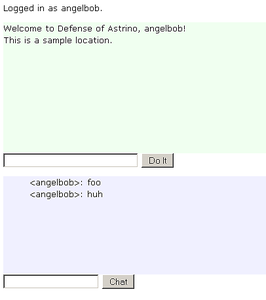 Logged in as angelbob.
Welcome to Defense of Astrino, angelbob!
This is a sample location.
Do It
<angelbob>: foo
<angelbob>: huh
Chat